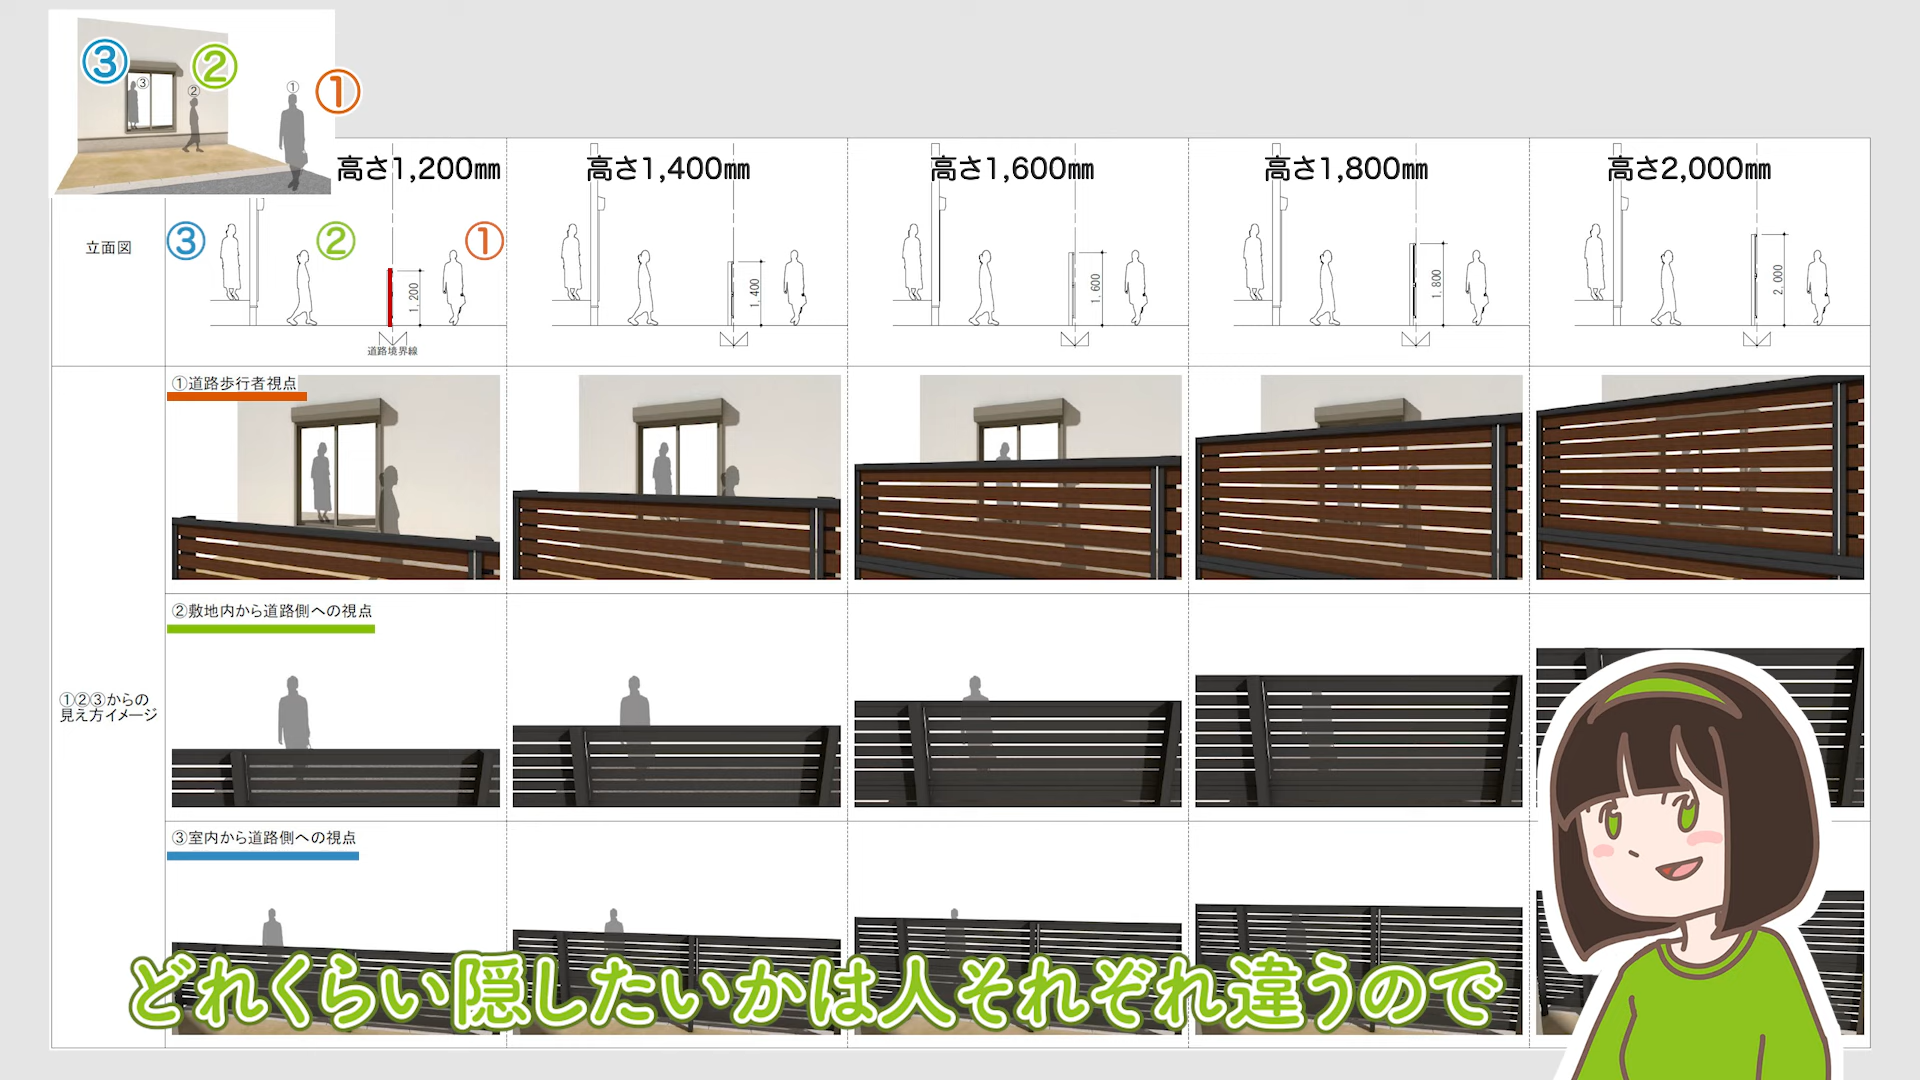 ③
②
①
③
②
①
高さ1,200㎜
高さ1,400㎜
高さ1,600㎜
高さ1,800㎜
高さ2,000㎜
立面図
③
②
①
1,200
1,400
1,600
1,800
2,000
道路境界線
①道路歩行者視点
②敷地内から道路側への視点
①②③からの
見え方イメージ
③室内から道路側への視点
どれくらい隠したいかは人それぞれ違うので